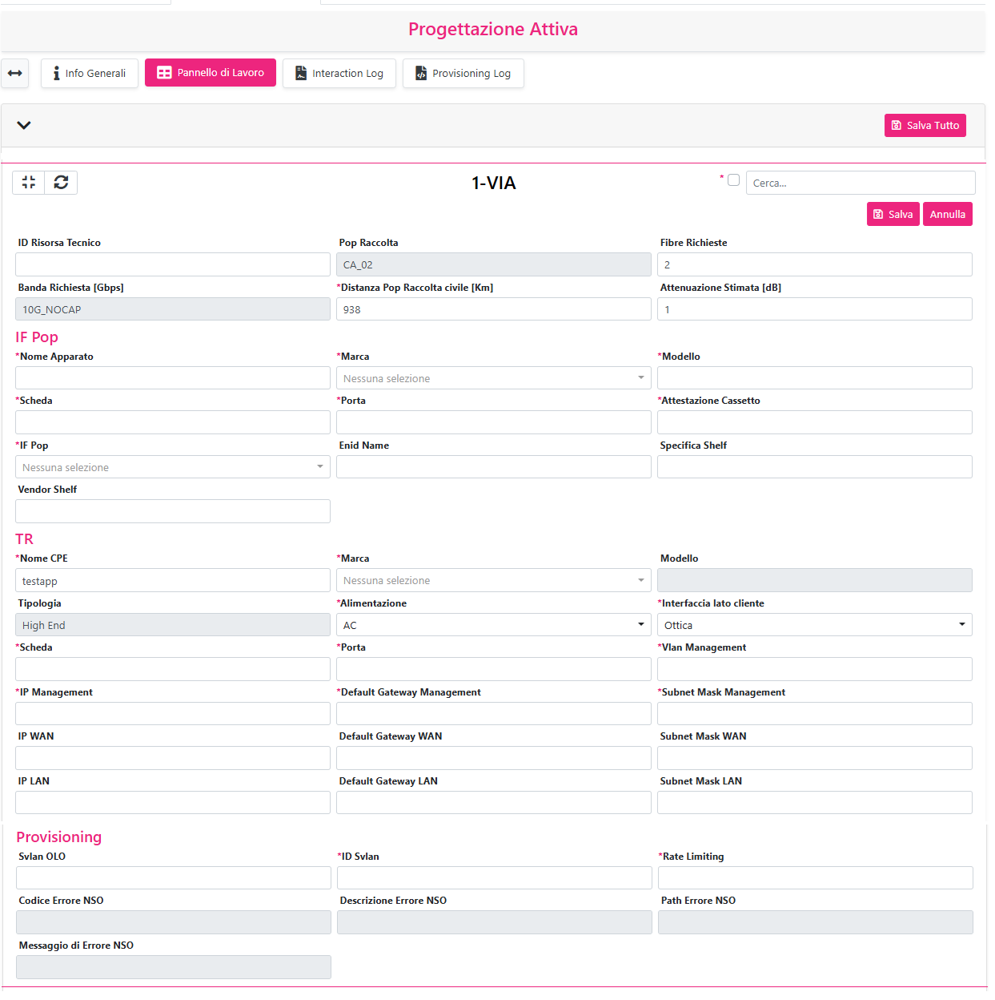 Progettazione Attiva
Info Generali Pannello di Lavoro Interaction Log Provisioning Log
Salva Tutto
1-VIA * Cerca...
Salva Annulla
ID Risorsa Tecnico Pop Raccolta Fibre Richieste
CA_02 2
Banda Richiesta [Gbps] *Distanza Pop Raccolta civile [Km] Attenuazione Stimata [dB]
10G_NOCAP 938 1
IF Pop
*Nome Apparato *Marca *Modello
Nessuna selezione
*Scheda *Porta *Attestazione Cassetto
*IF Pop Enid Name Specifica Shelf
Nessuna selezione
Vendor Shelf
TR
*Nome CPE *Marca Modello
testapp Nessuna selezione
Tipologia *Alimentazione *Interfaccia lato cliente
High End AC Ottica
*Scheda *Porta *Vlan Management
*IP Management *Default Gateway Management *Subnet Mask Management
IP WAN Default Gateway WAN Subnet Mask WAN
IP LAN Default Gateway LAN Subnet Mask LAN
Provisioning
Svlan OLO *ID Svlan *Rate Limiting
Codice Errore NSO Descrizione Errore NSO Path Errore NSO
Messaggio di Errore NSO